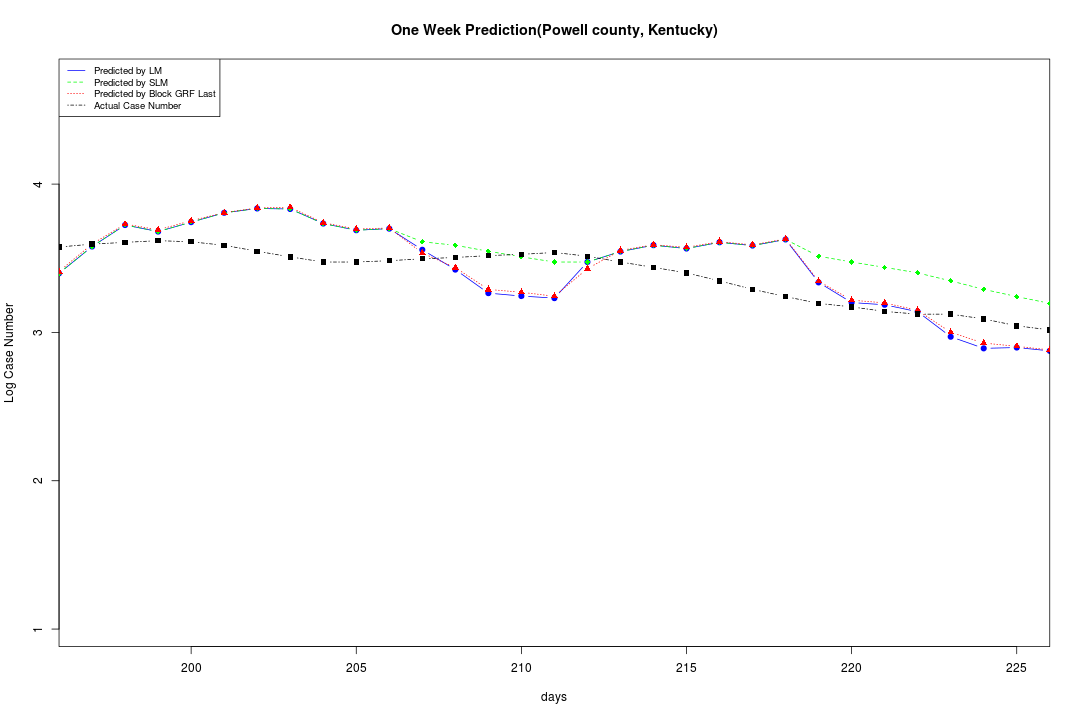 One Week Prediction(Powell county, Kentucky)
Predicted by LM
Predicted by SLM
Predicted by Block GRF Last
Actual Case Number
Log Case Number
4
3
2
1
200 205 210 215 220 225
days